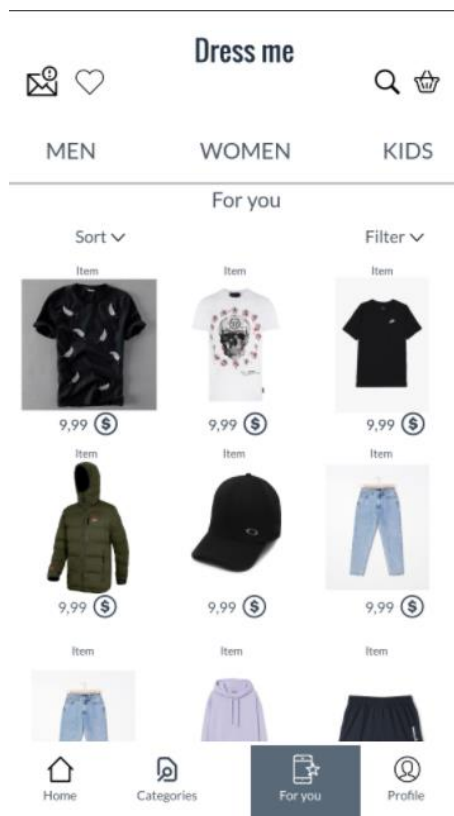 Dress me
MEN WOMEN KIDS
For you
Sort Filter
Item Item Item
9,99 $ 9,99 $ 9,99 $
Item Item Item
9,99 $ 9,99 $ 9,99 $
Item Item Item
Home Categories For you Profile